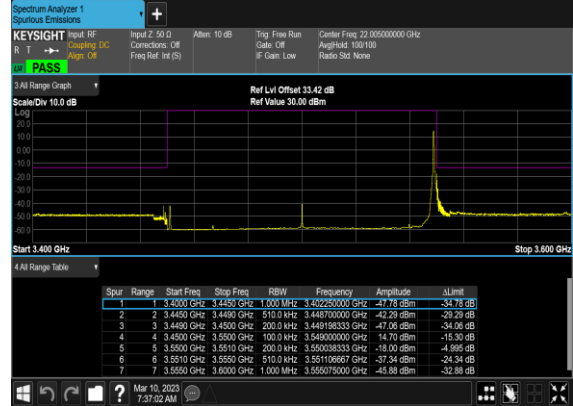 Spectrum Analyzer 1
Spurious Emissions
+
KEYSIGHT Input: RF Input Z: 50 Ω Atten: 10 dB Trig: Free Run Center Freq: 22.005000000 GHz
R T Coupling: DC Corrections: Off Gate: Off Avg|Hold: 100/100
Align: Off Freq Ref: Int (S) IF Gain: Low Radio Std: None
PASS
3 All Range Graph
Ref Lvl Offset 33.42 dB
Scale/Div 10.0 dB Ref Value 30.00 dBm
Log
20.0
10.0
0.00
-10.0
-20.0
-30.0
-40.0
-50.0
-60.0
Start 3.400 GHz Stop 3.600 GHz
4 All Range Table
Spur Range Start Freq Stop Freq RBW Frequency Amplitude ΔLimit
1 1 3.4000 GHz 3.4450 GHz 1.000 MHz 3.402250000 GHz -47.78 dBm -34.78 dB
2 2 3.4450 GHz 3.4490 GHz 510.0 kHz 3.448700000 GHz -42.29 dBm -29.29 dB
3 3 3.4490 GHz 3.4500 GHz 200.0 kHz 3.449198333 GHz -47.06 dBm -34.06 dB
4 4 3.4500 GHz 3.5500 GHz 100.0 kHz 3.549000000 GHz 14.70 dBm -15.30 dB
5 5 3.5500 GHz 3.5510 GHz 200.0 kHz 3.550038333 GHz -18.00 dBm -4.995 dB
6 6 3.5510 GHz 3.5550 GHz 510.0 kHz 3.551106667 GHz -37.34 dBm -24.34 dB
7 7 3.5550 GHz 3.6000 GHz 1.000 MHz 3.555075000 GHz -45.88 dBm -32.88 dB
? Mar 10, 2023
7:37:02 AM